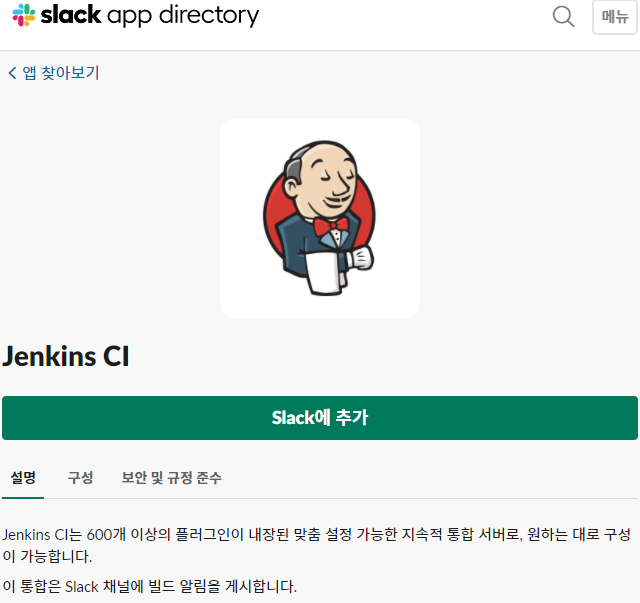 slack app directory
메뉴
앱 찾아보기
Jenkins CI
Slack에 추가
설명 구성 보안 및 규정 준수
Jenkins CI는 600개 이상의 플러그인이 내장된 맞춤 설정 가능한 지속적 통합 서버로, 원하는 대로 구성
이 가능합니다.
이 통합은 Slack 채널에 빌드 알림을 게시합니다.